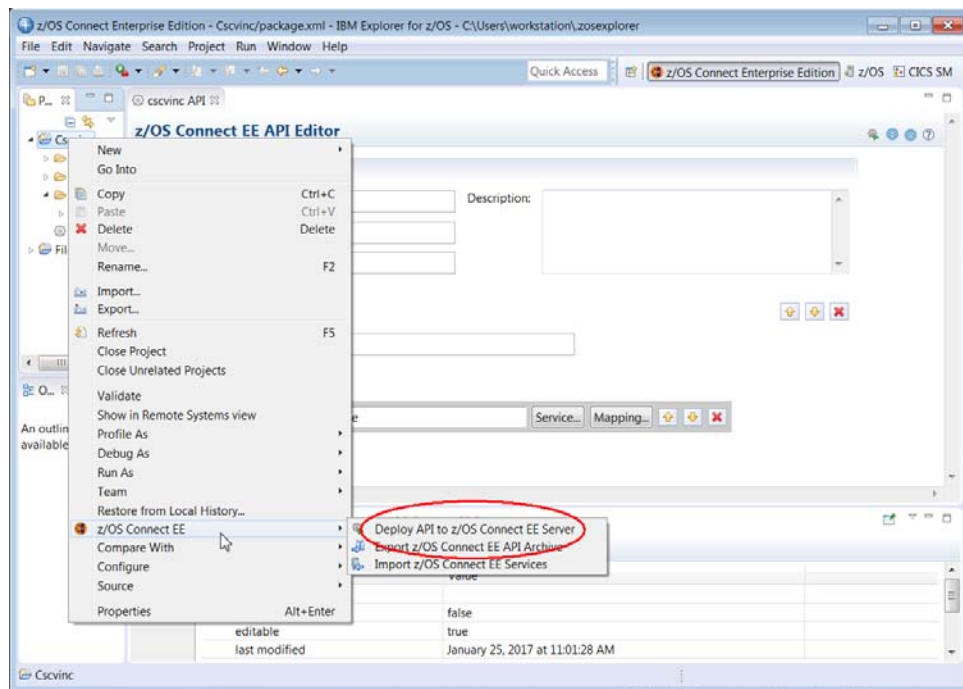 z/OS Connect Enterprise Edition - Cscvinc/package.xml - IBM Explorer for z/OS - C:\Users\workstation\.zosexplorer
File Edit Navigate Search Project Run Window Help
Quick Access
z/OS Connect Enterprise Edition
z/OS
CICS SM
P...
cscvinc API
z/OS Connect EE API Editor
Cs
Description:
Fil
New
Go Into
Copy Ctrl+C
Paste Ctrl+V
Delete Delete
Move...
Rename... F2
Import...
Export...
Refresh F5
Close Project
Close Unrelated Projects
Validate
Show in Remote Systems view
Profile As
Debug As
Run As
Team
Restore from Local History...
z/OS Connect EE
Compare With
Configure
Source
Properties Alt+Enter
O...
An outlin
available
e
Service...
Mapping...
Deploy API to z/OS Connect EE Server
Export z/OS Connect EE API Archive
Import z/OS Connect EE Services
Value
false
editable true
last modified January 25, 2017 at 11:01:28 AM
Cscvinc